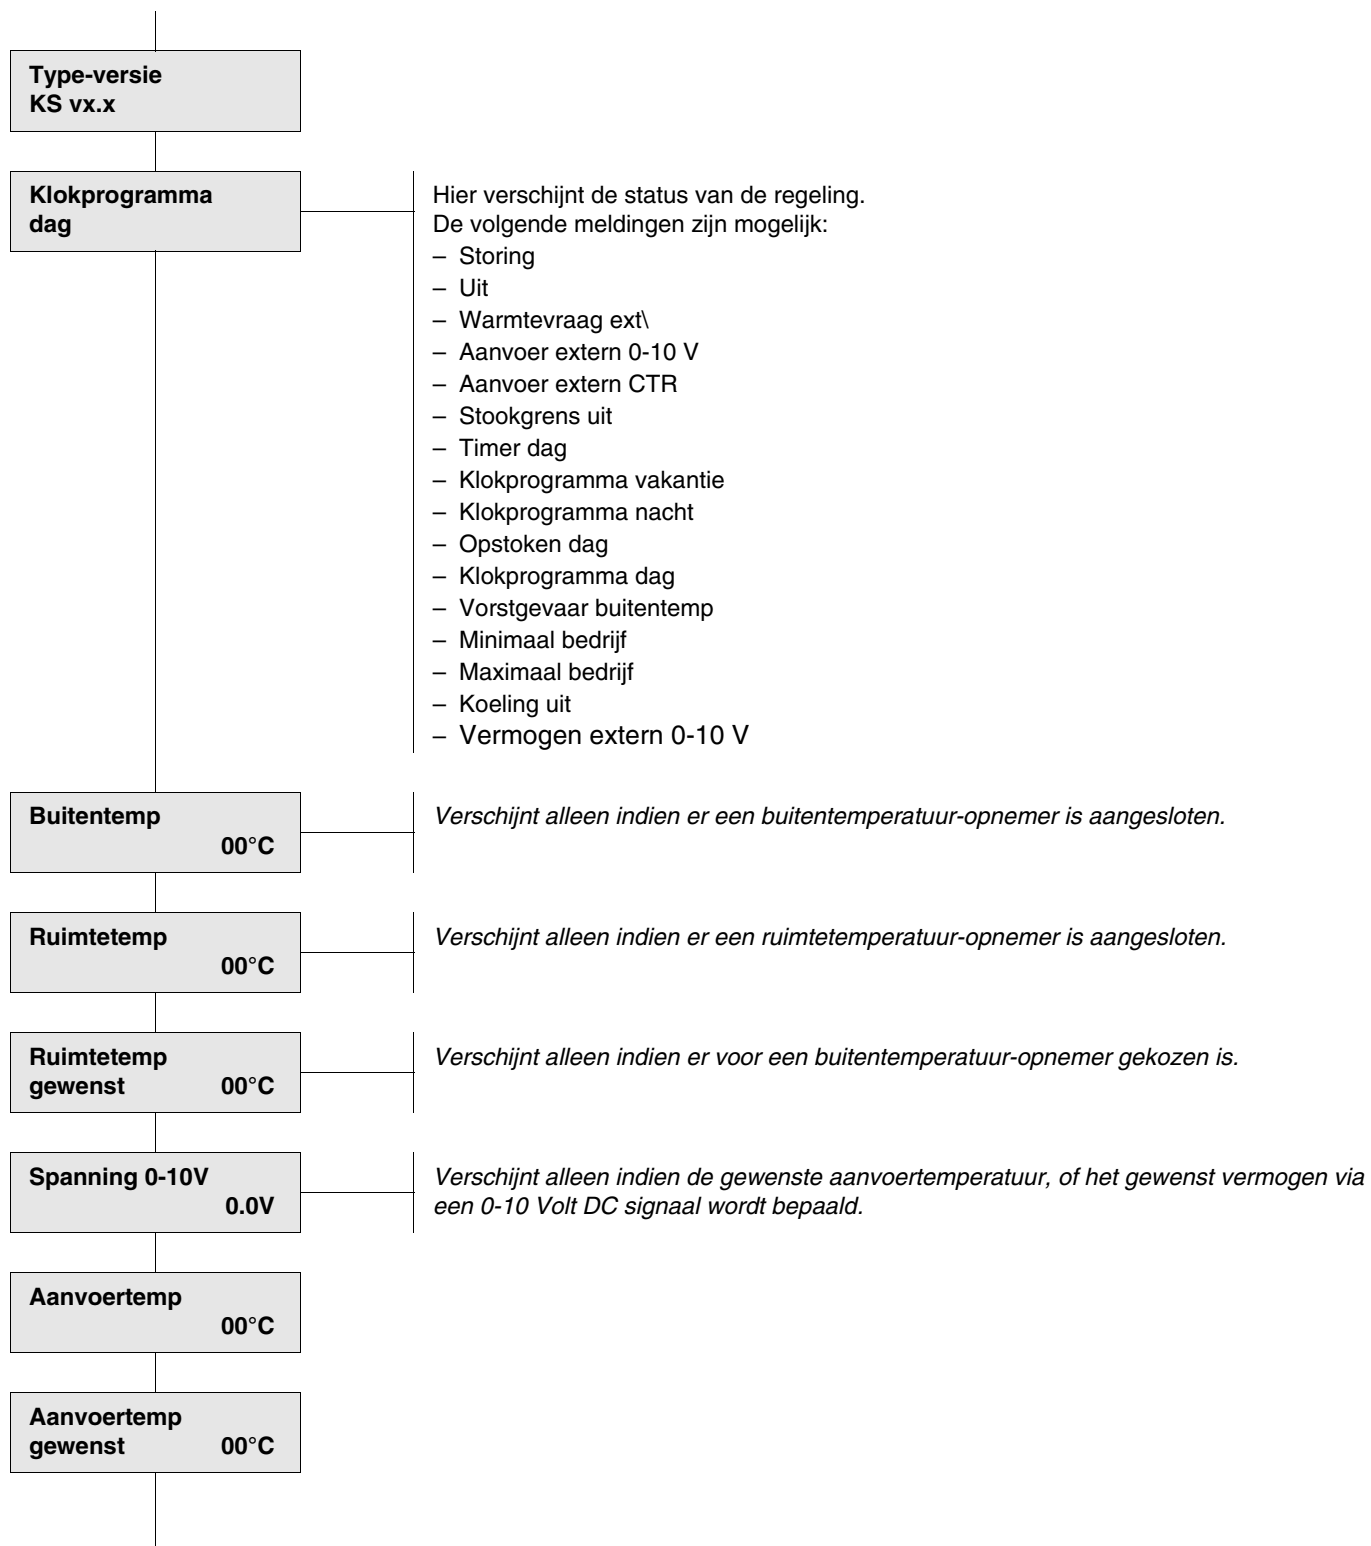 Type-versie
KS vx.x
Klokprogramma
dag
Hier verschijnt de status van de regeling.
De volgende meldingen zijn mogelijk:
– Storing
– Uit
– Warmtevraag ext\
– Aanvoer extern 0-10 V
– Aanvoer extern CTR
– Stookgrens uit
– Timer dag
– Klokprogramma vakantie
– Klokprogramma nacht
– Opstoken dag
– Klokprogramma dag
– Vorstgevaar buitentemp
– Minimaal bedrijf
– Maximaal bedrijf
– Koeling uit
– Vermogen extern 0-10 V
Buitentemp
00°C
Verschijnt alleen indien er een buitentemperatuur-opnemer is aangesloten.
Ruimtetemp
00°C
Verschijnt alleen indien er een ruimtetemperatuur-opnemer is aangesloten.
Ruimtetemp
gewenst 00°C
Verschijnt alleen indien er voor een buitentemperatuur-opnemer gekozen is.
Spanning 0-10V
0.0V
Verschijnt alleen indien de gewenste aanvoertemperatuur, of het gewenst vermogen via
een 0-10 Volt DC signaal wordt bepaald.
Aanvoertemp
00°C
Aanvoertemp
gewenst 00°C